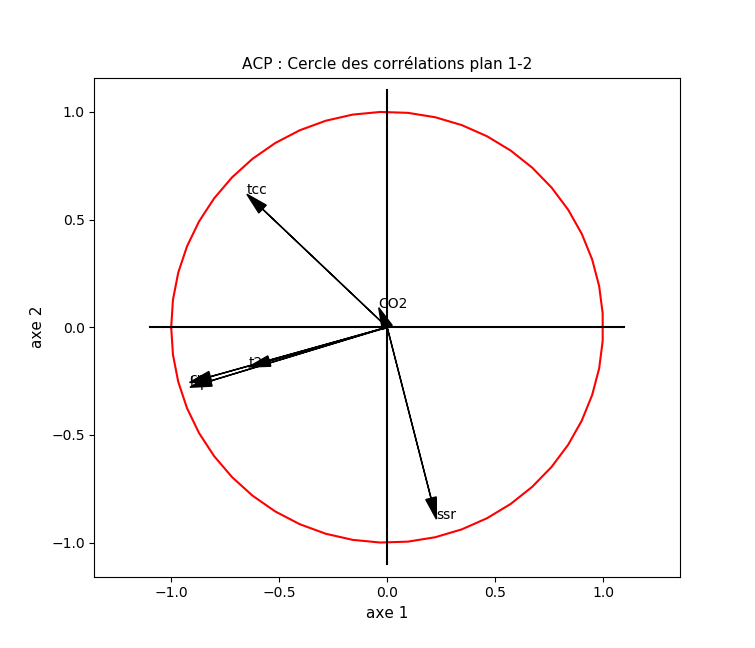 ACP : Cercle des corrélations plan 1-2
1.0
tcc
0.5
CO2
0.0
axe 2
−0.5
ssr
−1.0
−1.0 −0.5 0.0 0.5 1.0
axe 1